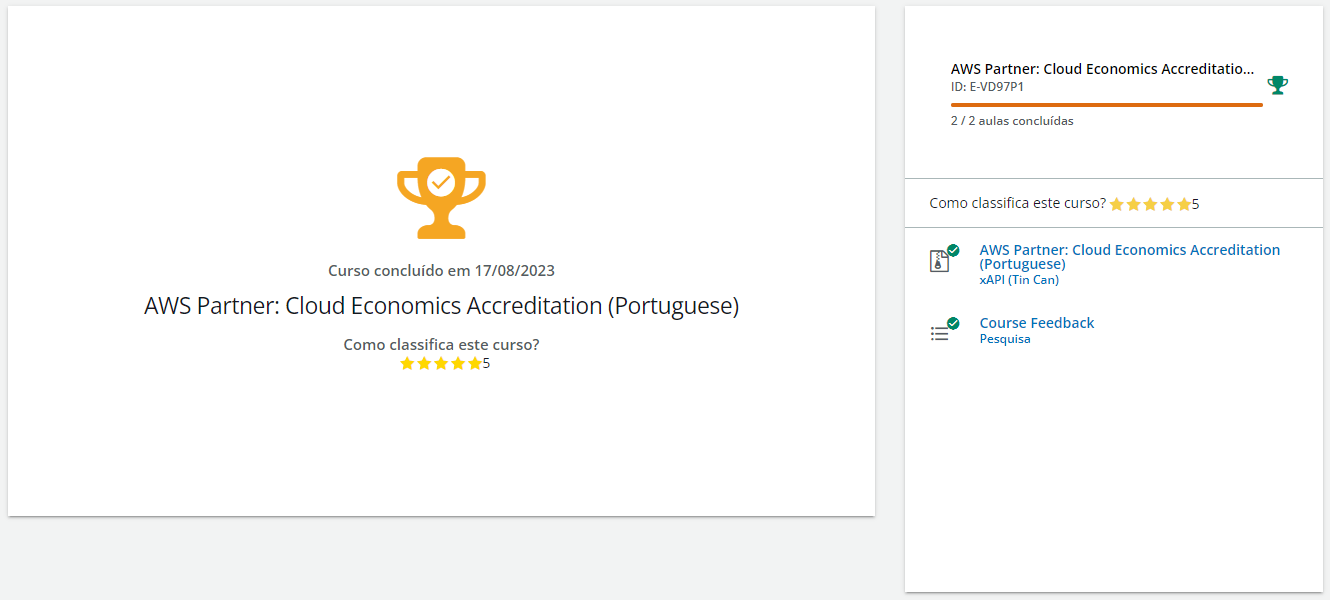 Curso concluído em 17/08/2023
AWS Partner: Cloud Economics Accreditation (Portuguese)
Como classifica este curso?
5
AWS Partner: Cloud Economics Accreditatio...
ID: E-VD97P1
2 / 2 aulas concluídas
Como classifica este curso? 5
AWS Partner: Cloud Economics Accreditation
(Portuguese)
xAPI (Tin Can)
Course Feedback
Pesquisa